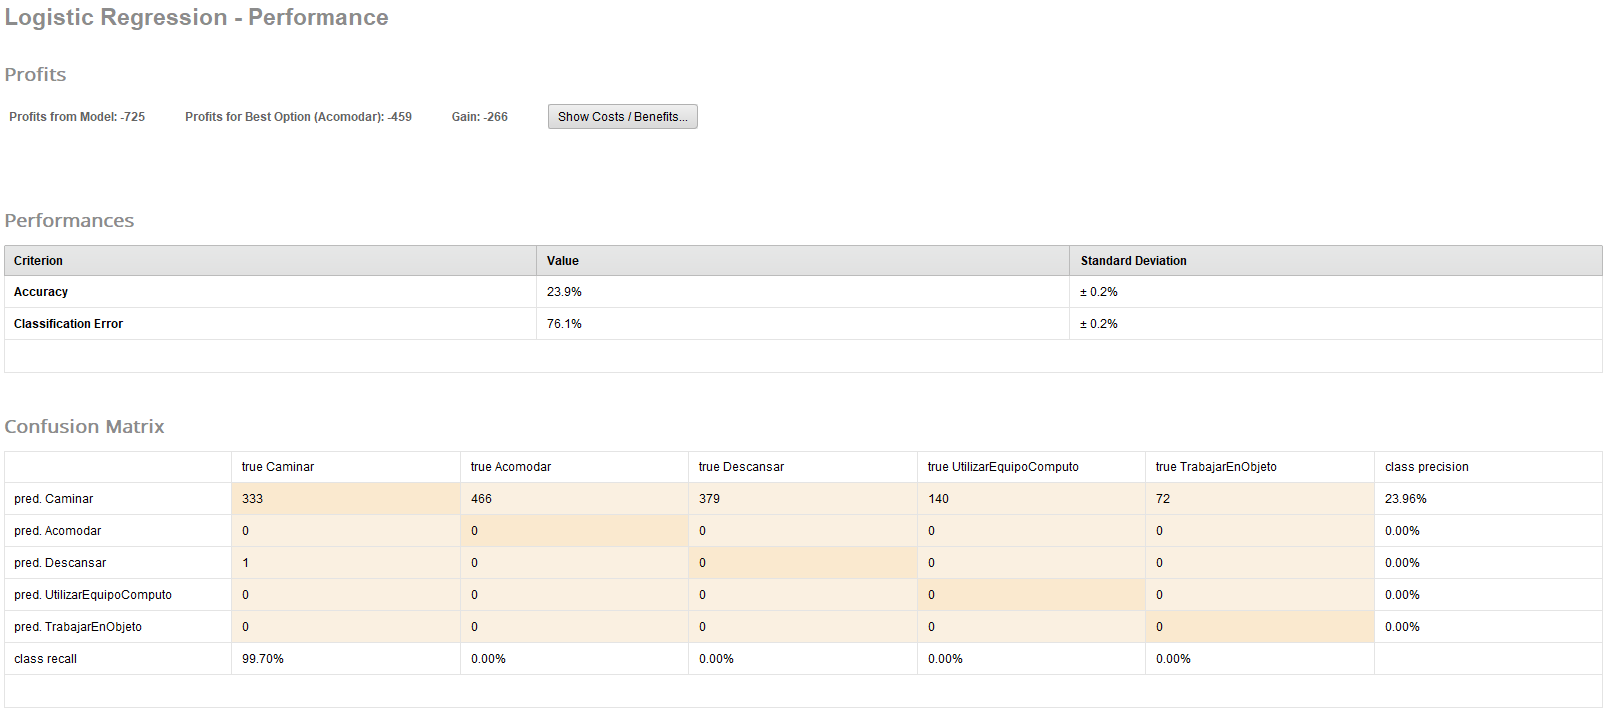 Logistic Regression - Performance
Profits
Profits from Model: -725 Profits for Best Option (Acomodar): -459 Gain: -266 Show Costs / Benefits...
Performances
Criterion Value Standard Deviation
Accuracy 23.9% ± 0.2%
Classification Error 76.1% ± 0.2%
Confusion Matrix
true Caminar true Acomodar true Descansar true UtilizarEquipoComputo true TrabajarEnObjeto class precision
pred. Caminar 333 466 379 140 72 23.96%
pred. Acomodar 0 0 0 0 0 0.00%
pred. Descansar 1 0 0 0 0 0.00%
pred. UtilizarEquipoComputo 0 0 0 0 0 0.00%
pred. TrabajarEnObjeto 0 0 0 0 0 0.00%
class recall 99.70% 0.00% 0.00% 0.00% 0.00%